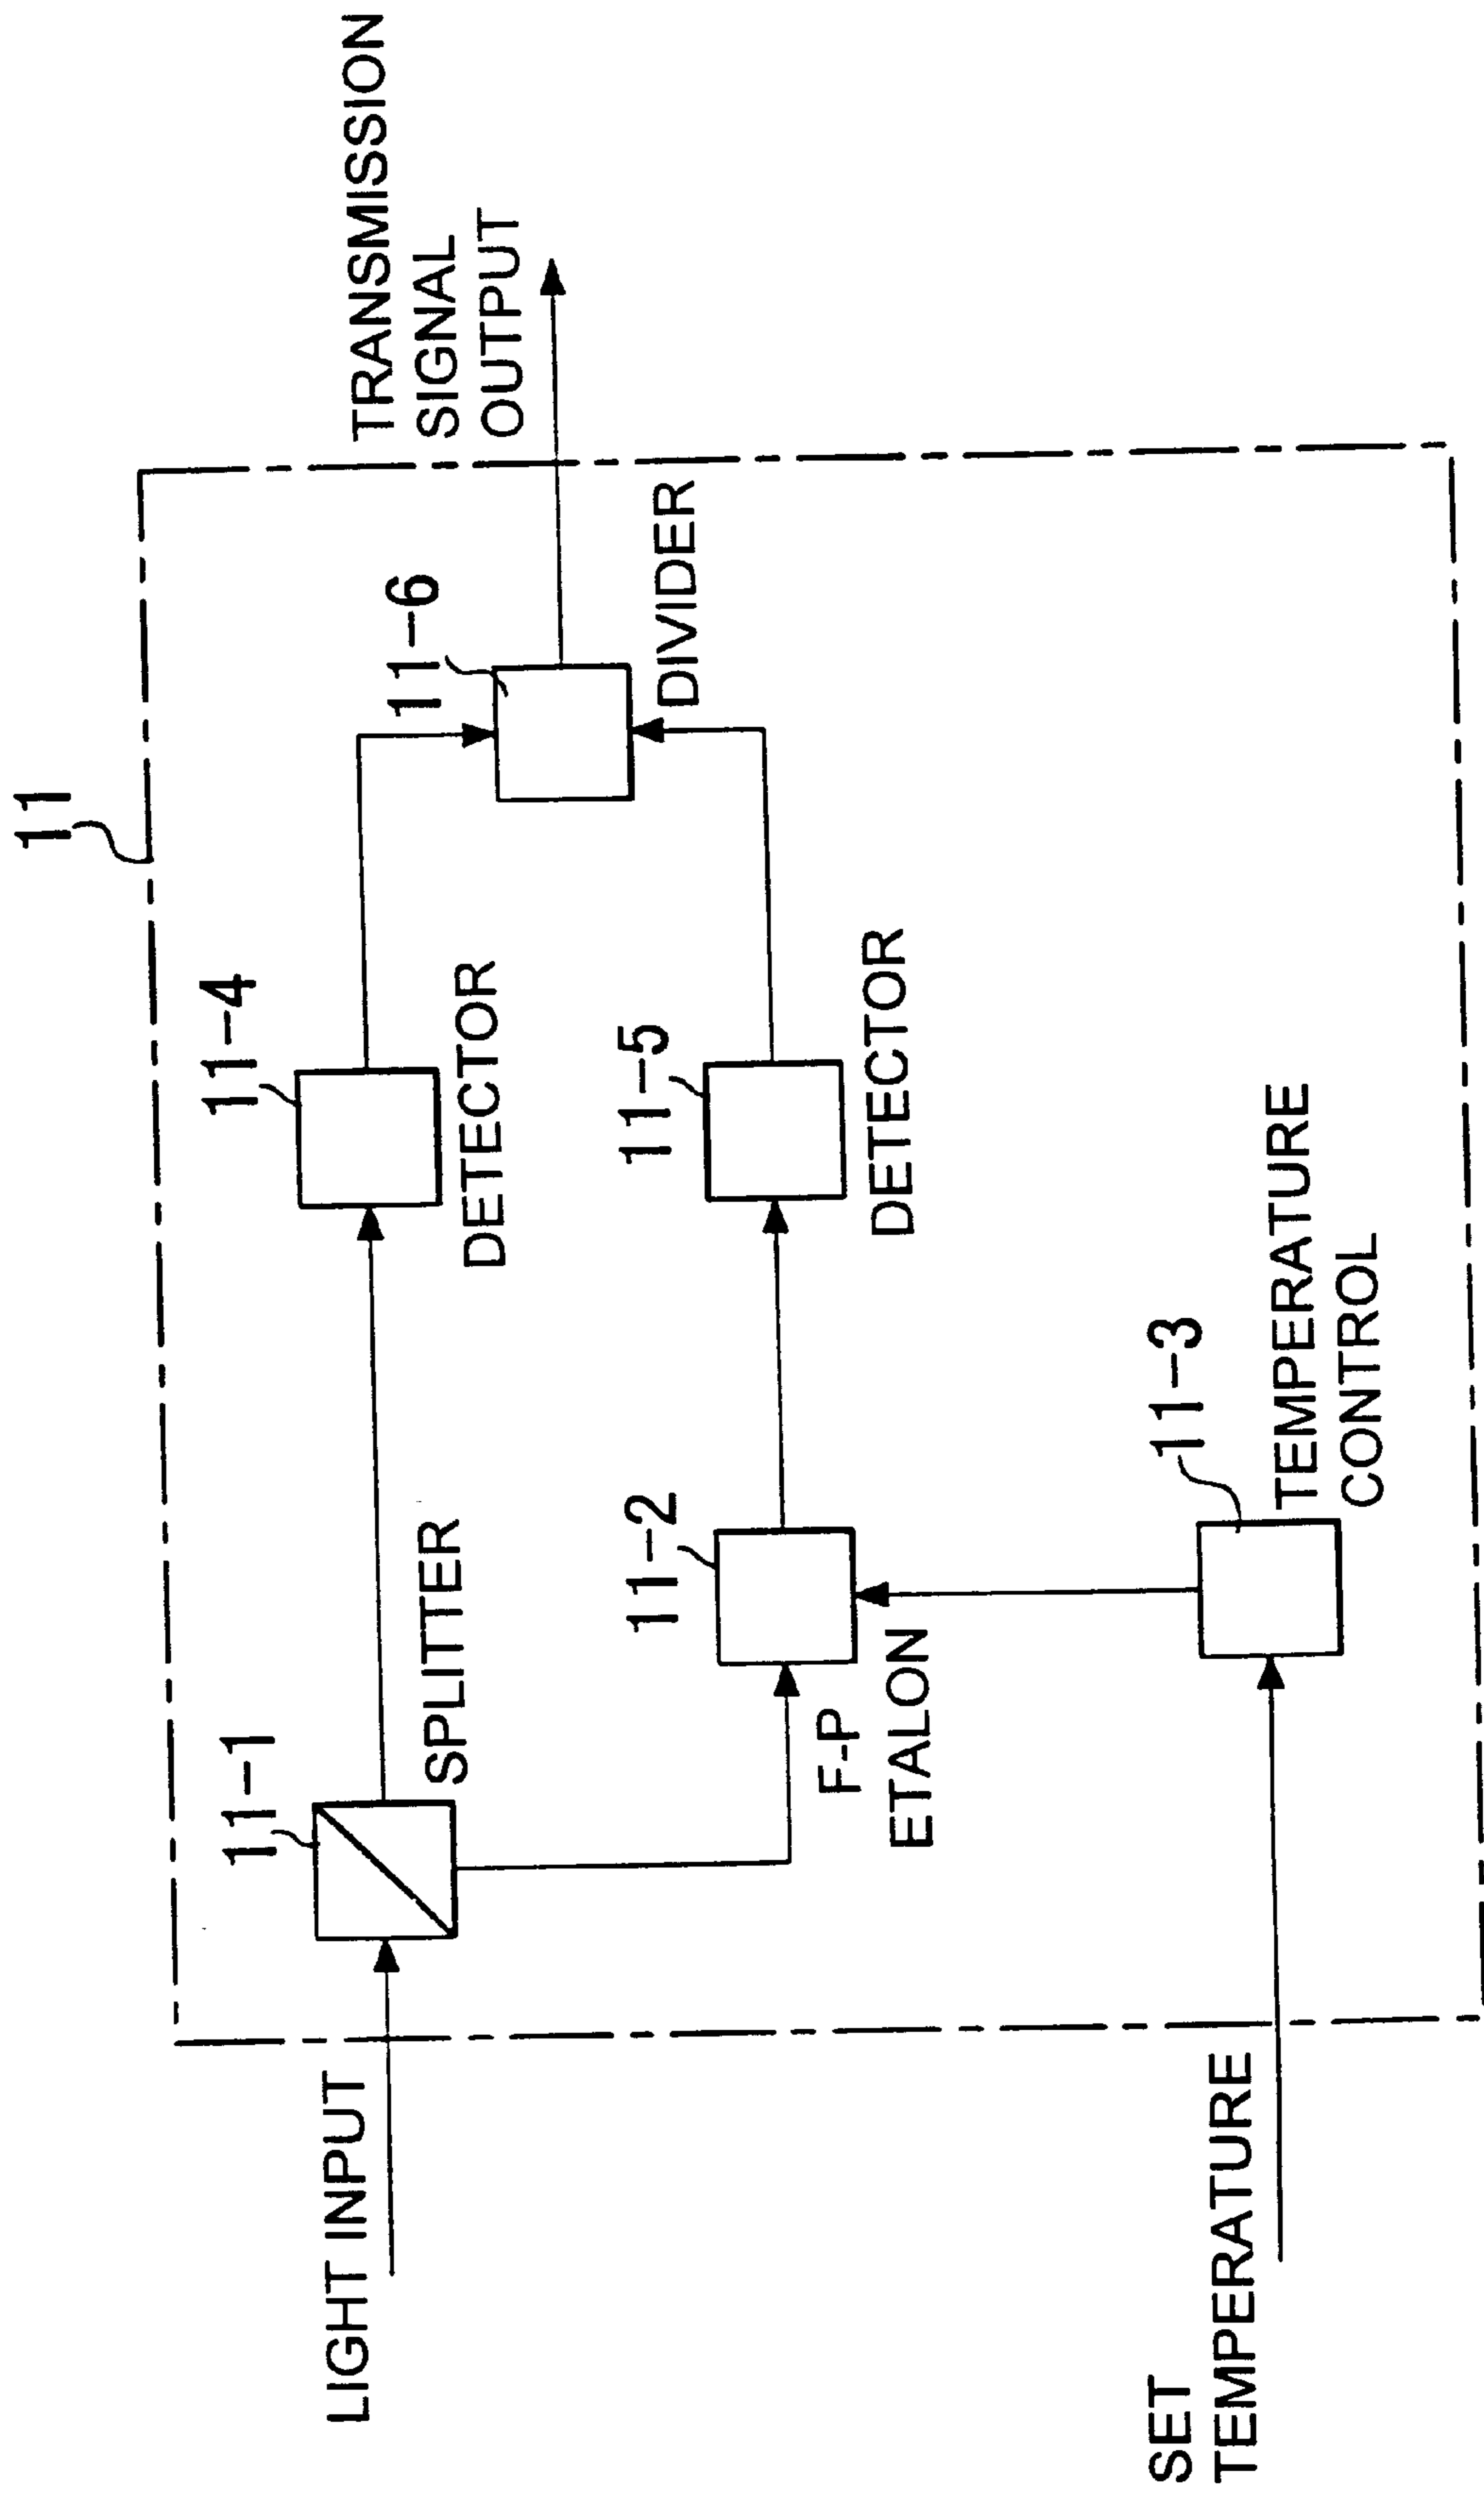 11
LIGHT INPUT
11-1
SPLITTER
11-4
DETECTOR
11-6
DIVIDER
TRANSMISSION
SIGNAL
OUTPUT
11-2
F-P
ETALON
11-5
DETECTOR
SET
TEMPERATURE
11-3
TEMPERATURE
CONTROL